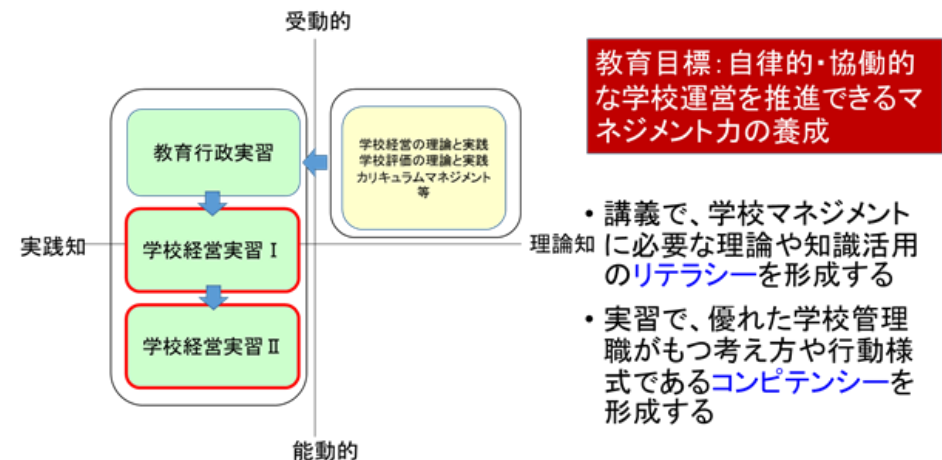 受動的
教育行政実習
学校経営の理論と実践
学校評価の理論と実践
カリキュラムマネジメント
等
実践知
学校経営実習Ⅰ
理論知
学校経営実習Ⅱ
能動的
教育目標：自律的・協働的
な学校運営を推進できるマ
ネジメント力の養成
• 講義で、学校マネジメント
に必要な理論や知識活用
のリテラシーを形成する
• 実習で、優れた学校管理
職がもつ考え方や行動様
式であるコンピテンシーを
形成する